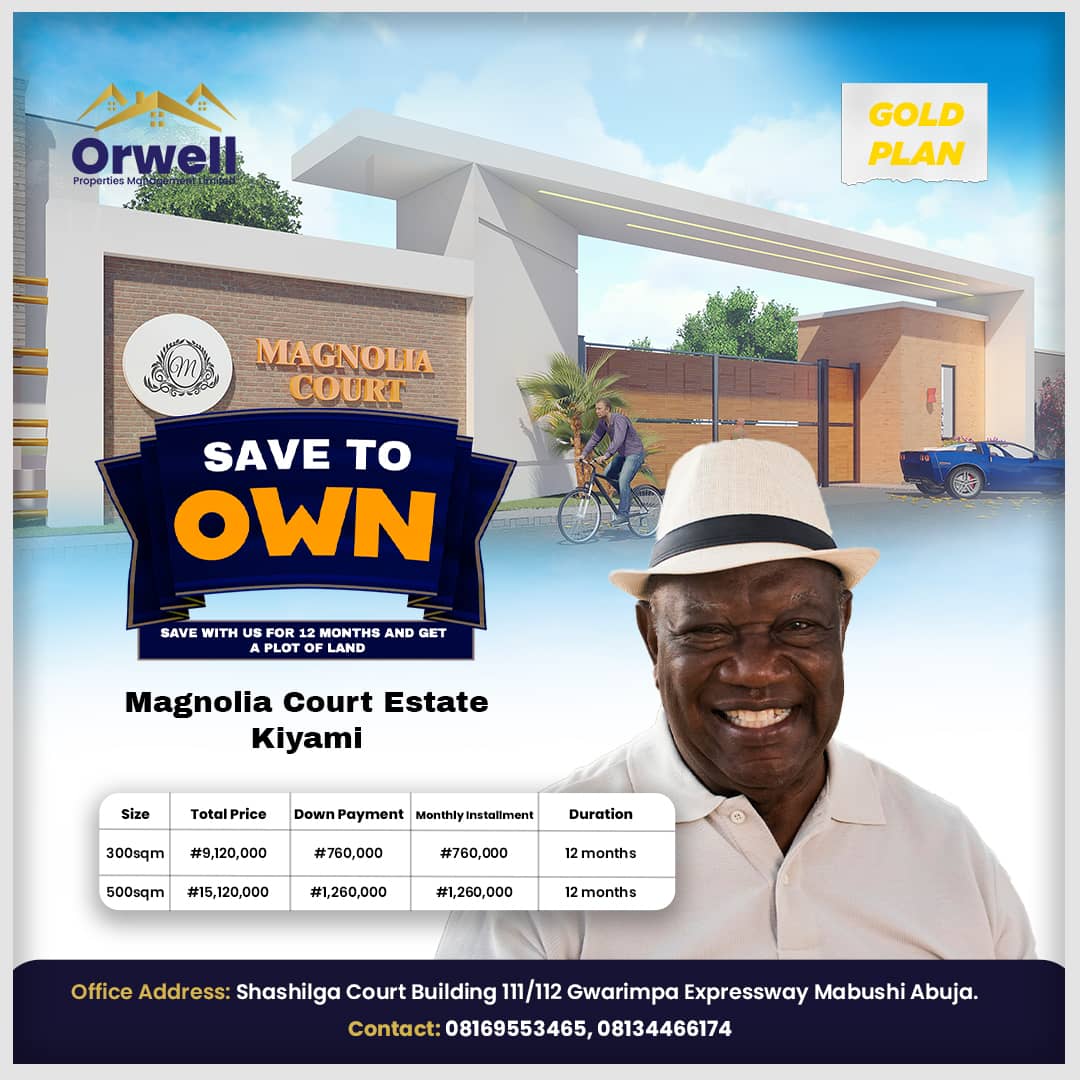 Orwell
Properties Management Limited
GOLD
PLAN
M
MAGNOLIA
COURT
SAVE TO
OWN
SAVE WITH US FOR 12 MONTHS AND GET
A PLOT OF LAND
Magnolia Court Estate
Kiyami
Size Total Price Down Payment Monthly Installment Duration
300sqm #9,120,000 #760,000 #760,000 12 months
500sqm #15,120,000 #1,260,000 #1,260,000 12 months
Office Address: Shashilga Court Building 111/112 Gwarimpa Expressway Mabushi Abuja.
Contact: 08169553465, 08134466174